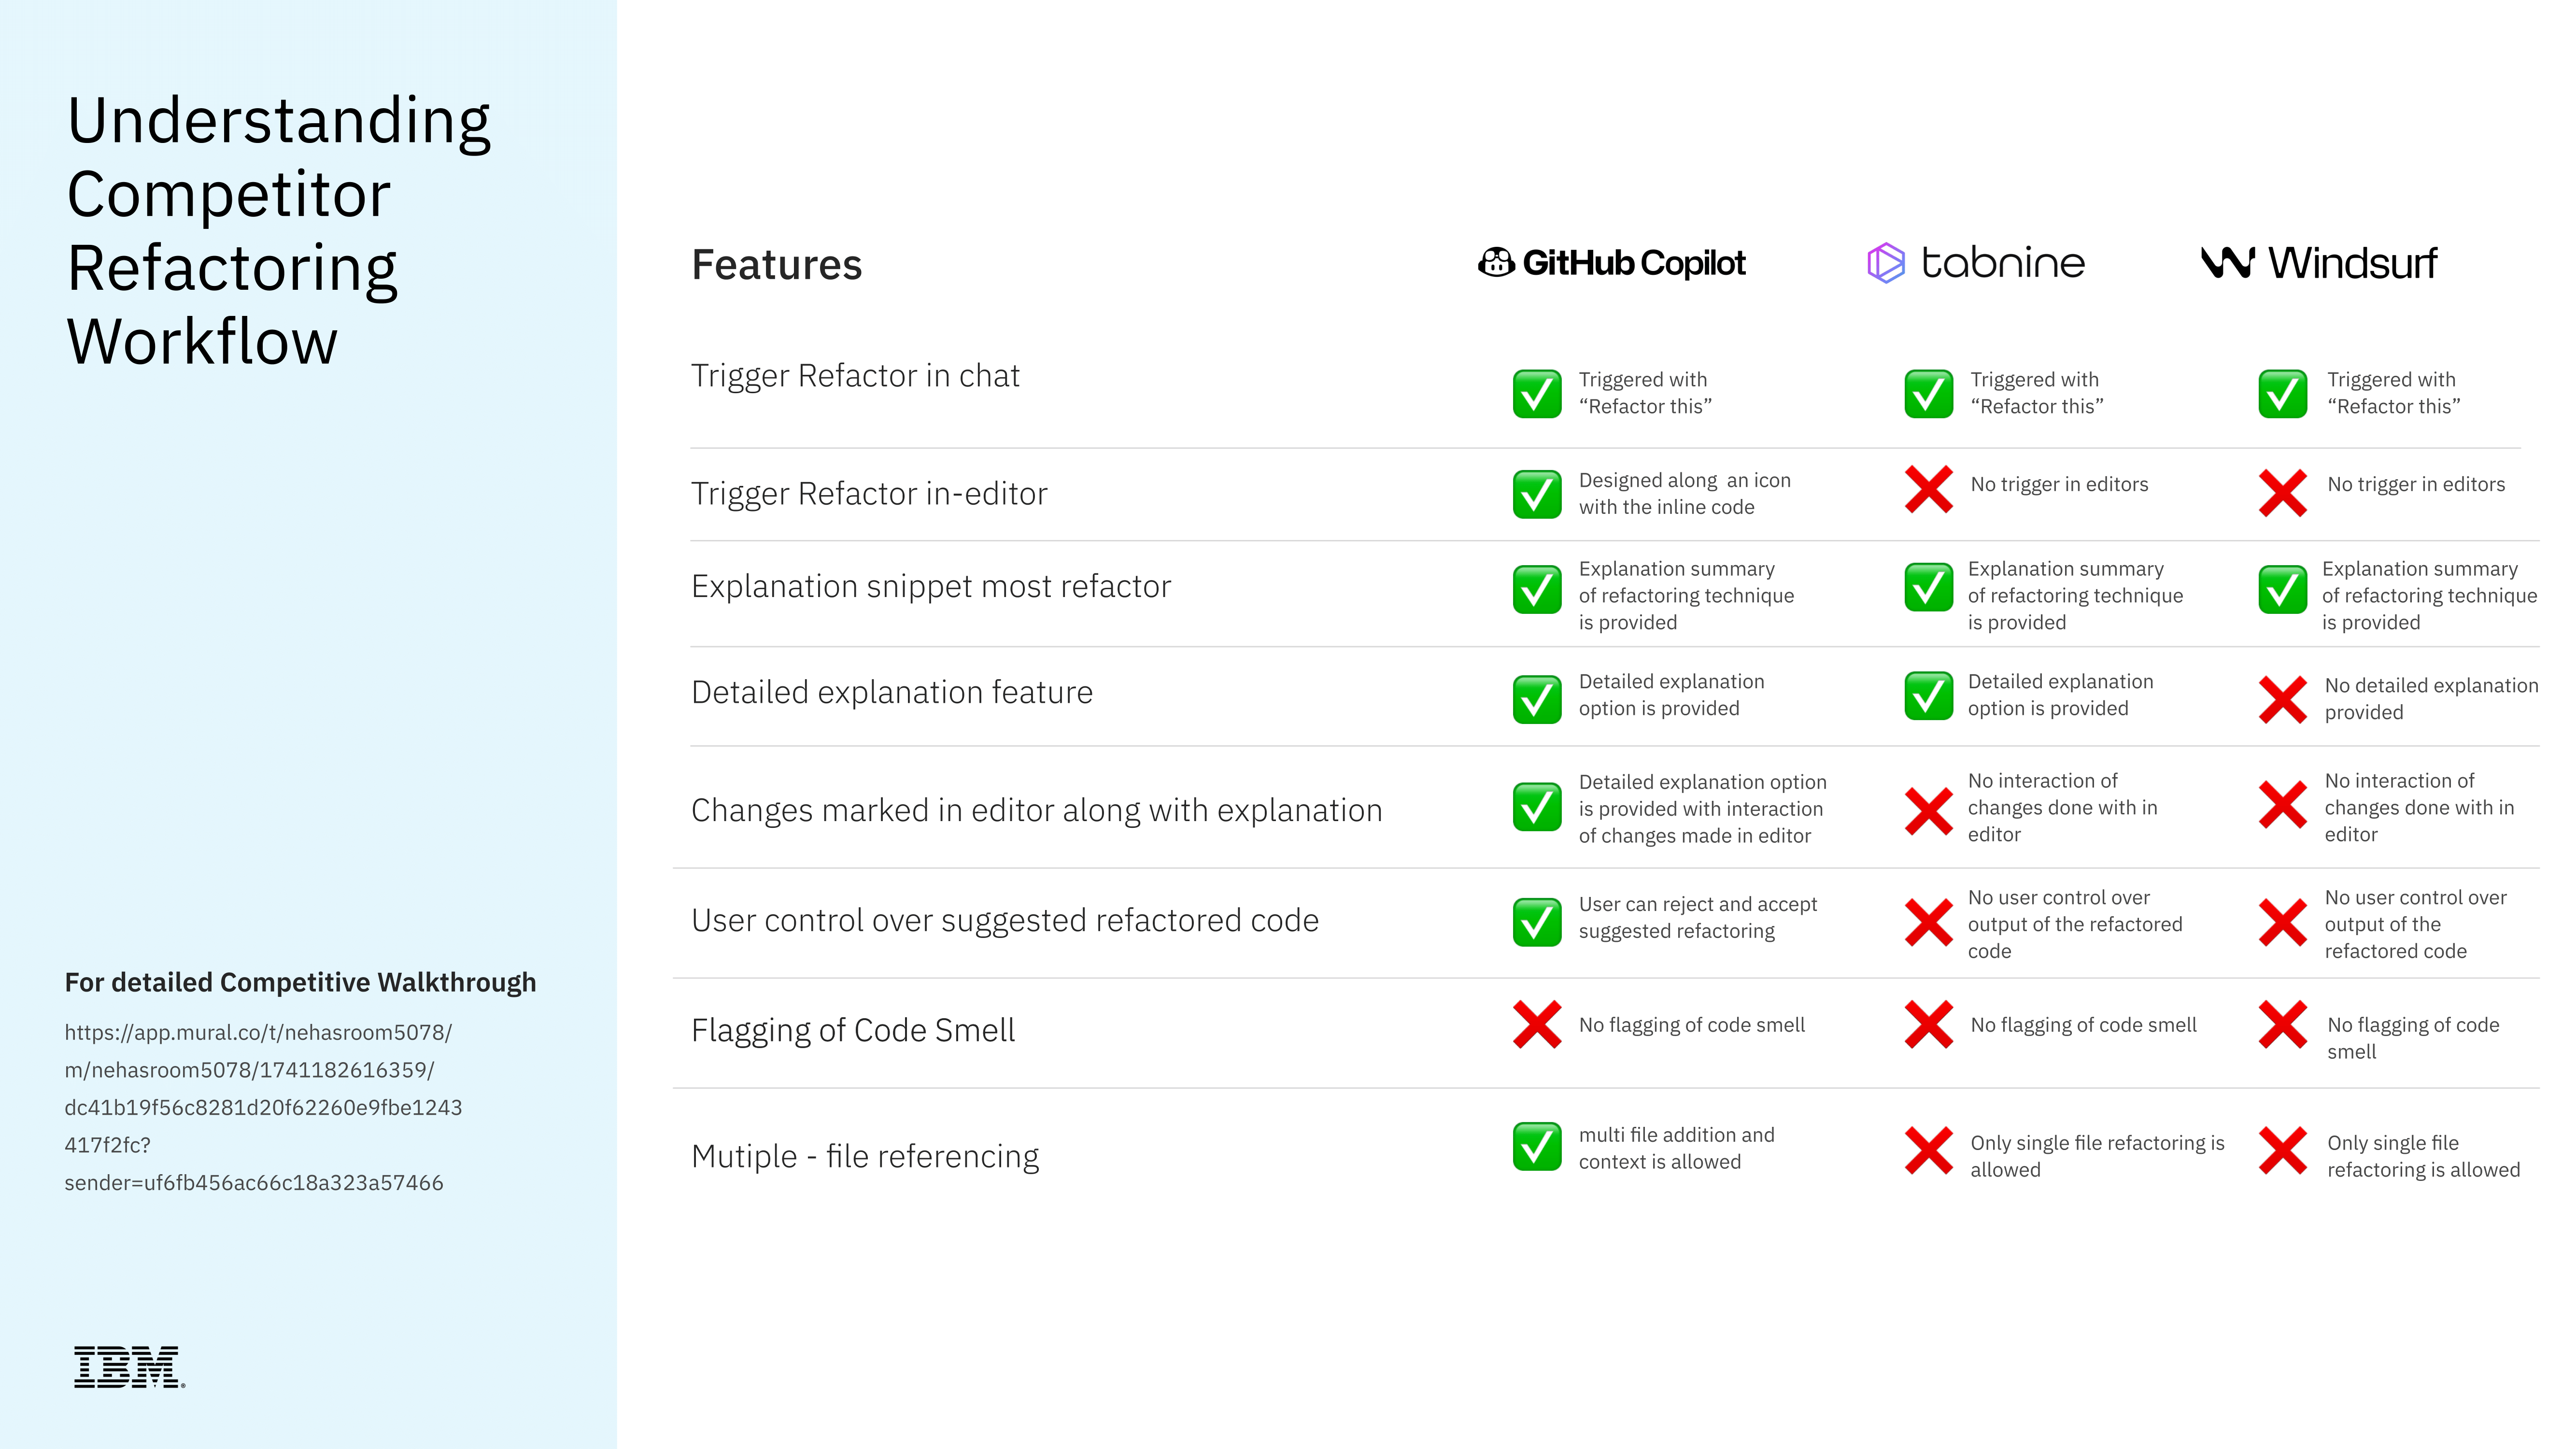 Understanding
Competitor
Refactoring
Workflow
For detailed Competitive Walkthrough
https://app.mural.co/t/nehasroom5078/
m/nehasroom5078/1741182616359/
dc41b19f56c8281d20f62260e9fbe1243
417f2fc?
sender=uf6fb456ac66c18a323a57466
IBM®
Features
GitHub Copilot
tabnine
Windsurf
Trigger Refactor in chat
Triggered with
“Refactor this”
Triggered with
“Refactor this”
Triggered with
“Refactor this”
Trigger Refactor in-editor
Designed along  an icon
with the inline code
No trigger in editors
No trigger in editors
Explanation snippet most refactor
Explanation summary
of refactoring technique
is provided
Explanation summary
of refactoring technique
is provided
Explanation summary
of refactoring technique
is provided
Detailed explanation feature
Detailed explanation
option is provided
Detailed explanation
option is provided
No detailed explanation
provided
Changes marked in editor along with explanation
Detailed explanation option
is provided with interaction
of changes made in editor
No interaction of
changes done with in
editor
No interaction of
changes done with in
editor
User control over suggested refactored code
User can reject and accept
suggested refactoring
No user control over
output of the refactored
code
No user control over
output of the
refactored code
Flagging of Code Smell
No flagging of code smell
No flagging of code smell
No flagging of code
smell
Mutiple - file referencing
multi file addition and
context is allowed
Only single file refactoring is
allowed
Only single file
refactoring is allowed